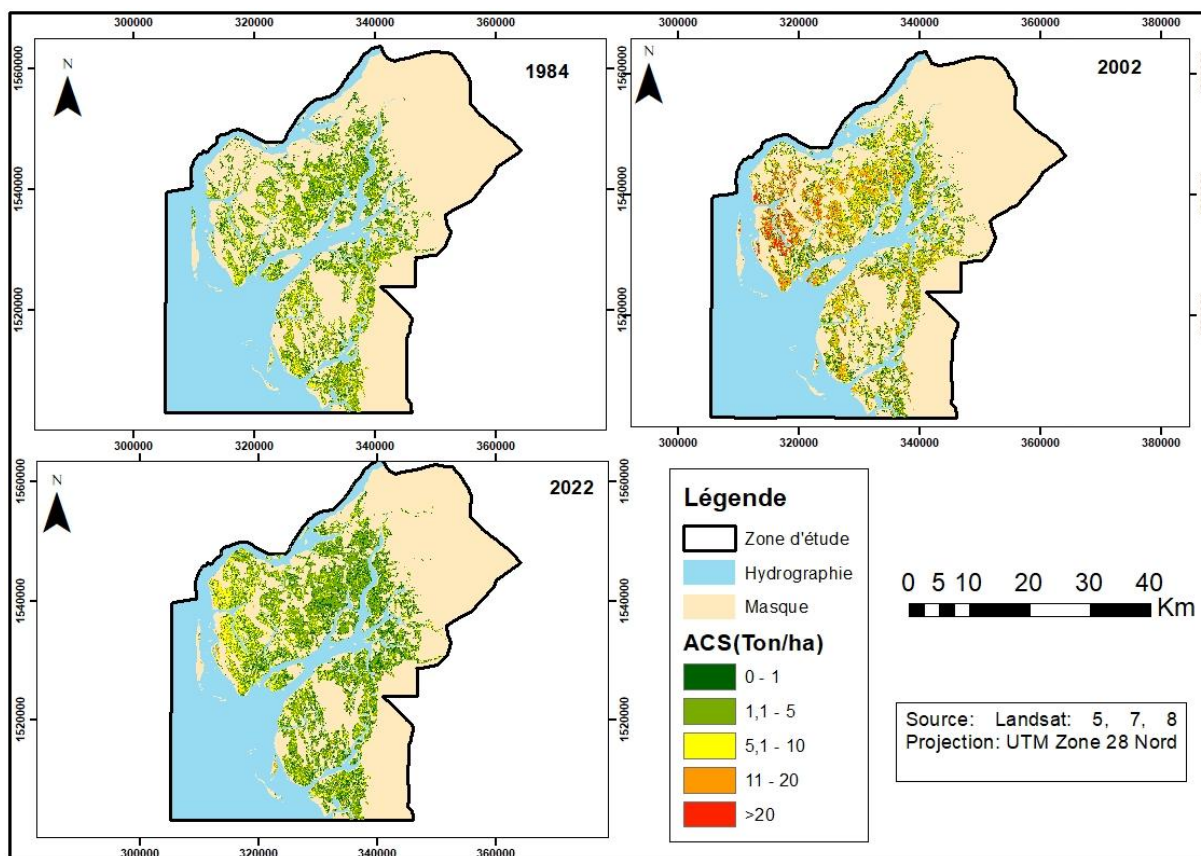 300000 320000 340000 360000
300000 320000 340000 360000 380000
N
1984
1560000
1540000
1520000
1560000
1540000
1520000
N
2002
1560000
1540000
1520000
300000 320000 340000 360000
300000 320000 340000 360000 380000
N
2022
1560000
1540000
1520000
300000 320000 340000 360000
Légende
Zone d'étude
Hydrographie
Masque
ACS(Ton/ha)
0 - 1
1,1 - 5
5,1 - 10
11 - 20
>20
0 5 10 20 30 40
Km
Source: Landsat: 5, 7, 8
Projection: UTM Zone 28 Nord